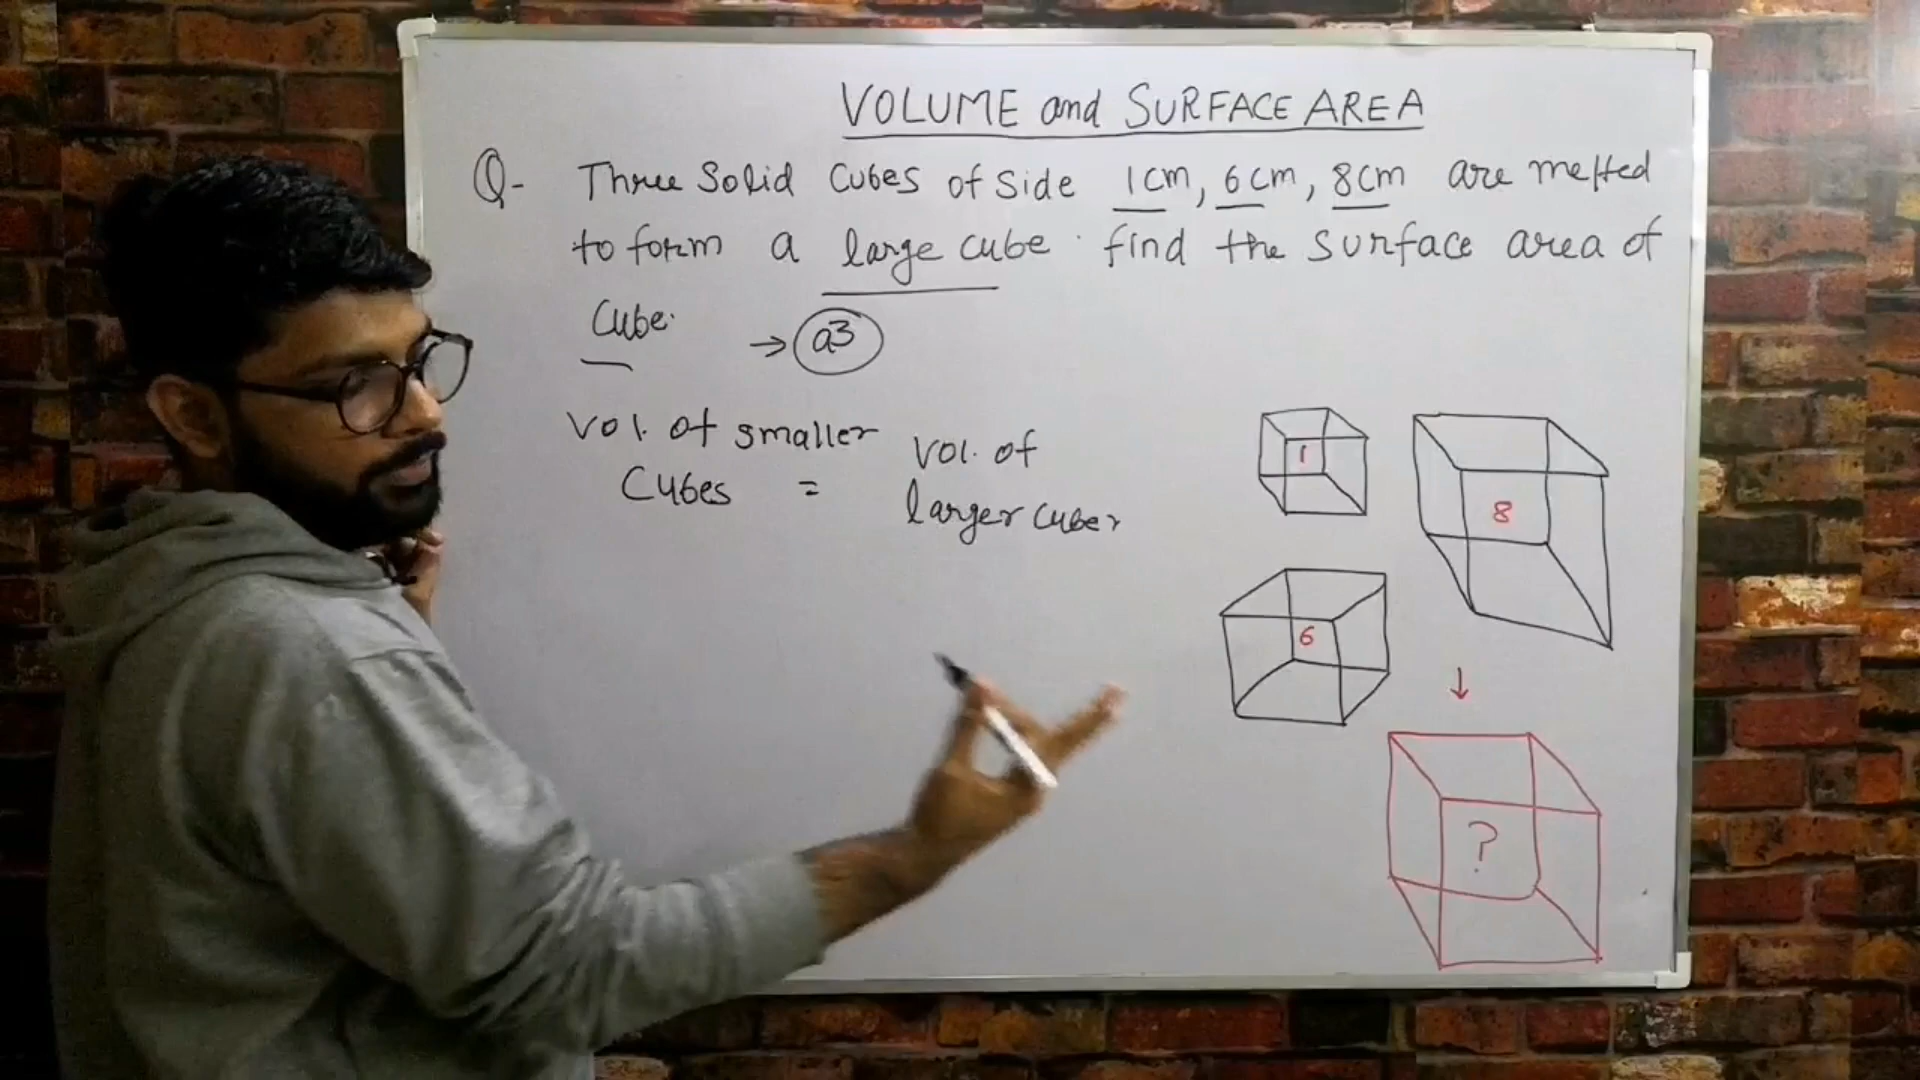 VOLUME and SURFACE AREA
Q- Three Solid Cubes of Side 1cm, 6cm, 8cm are melted
to form a large cube. find the surface area of
Cube.
→ a3
Vol. of smaller
Cubes =
Vol. of
larger cube
1
8
6
↓
?